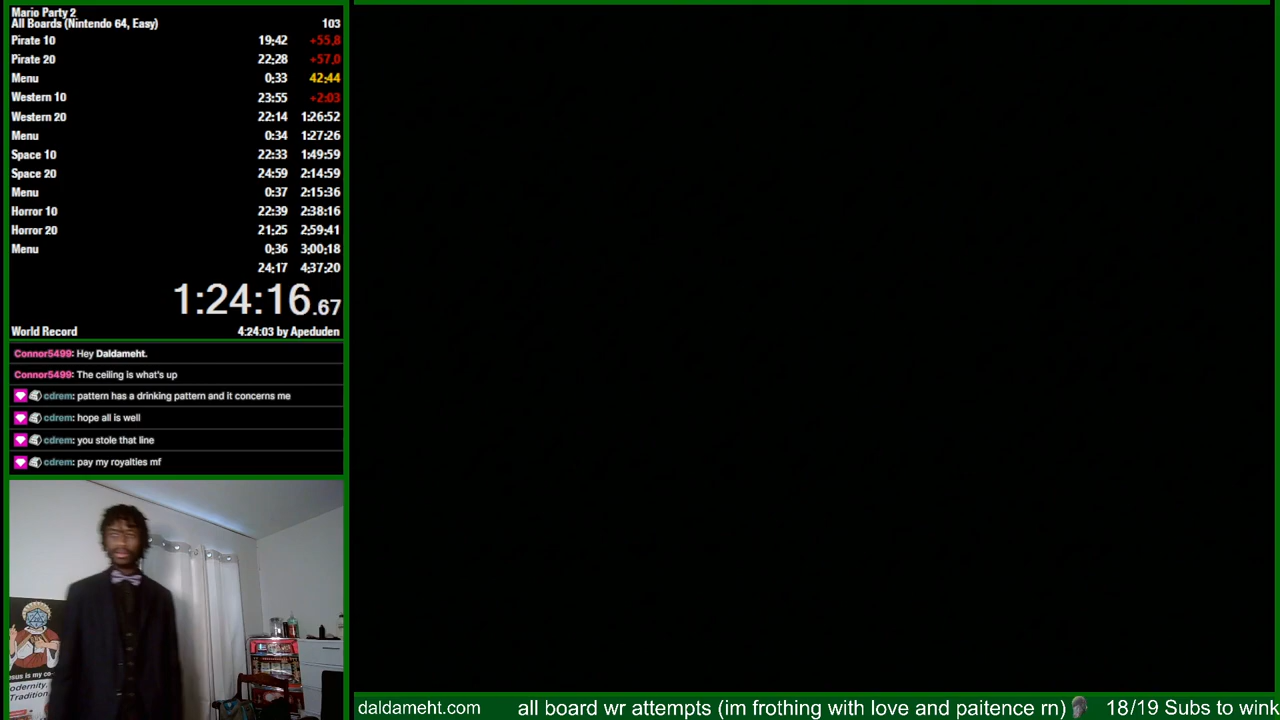 Mario Party 2
All Boards (Nintendo 64, Easy) 103
Pirate 10 19:42 +55.8
Pirate 20 22:28 +57.0
Menu 0:33 42:44
Western 10 23:55 +2:03
Western 20 22:14 1:26:52
Menu 0:34 1:27:26
Space 10 22:33 1:49:59
Space 20 24:59 2:14:59
Menu 0:37 2:15:36
Horror 10 22:39 2:38:16
Horror 20 21:25 2:59:41
Menu 0:36 3:00:18
24:17 4:37:20
1:24:16.67
World Record 4:24:03 by Apeduden
Connor5499: Hey Daldameht.
Connor5499: The ceiling is what's up
cdrem: pattern has a drinking pattern and it concerns me
cdrem: hope all is well
cdrem: you stole that line
cdrem: pay my royalties mf
esus is my co-
odernity.
Tradition.
daldameht.com all board wr attempts (im frothing with love and paitence rn) 18/19 Subs to wink